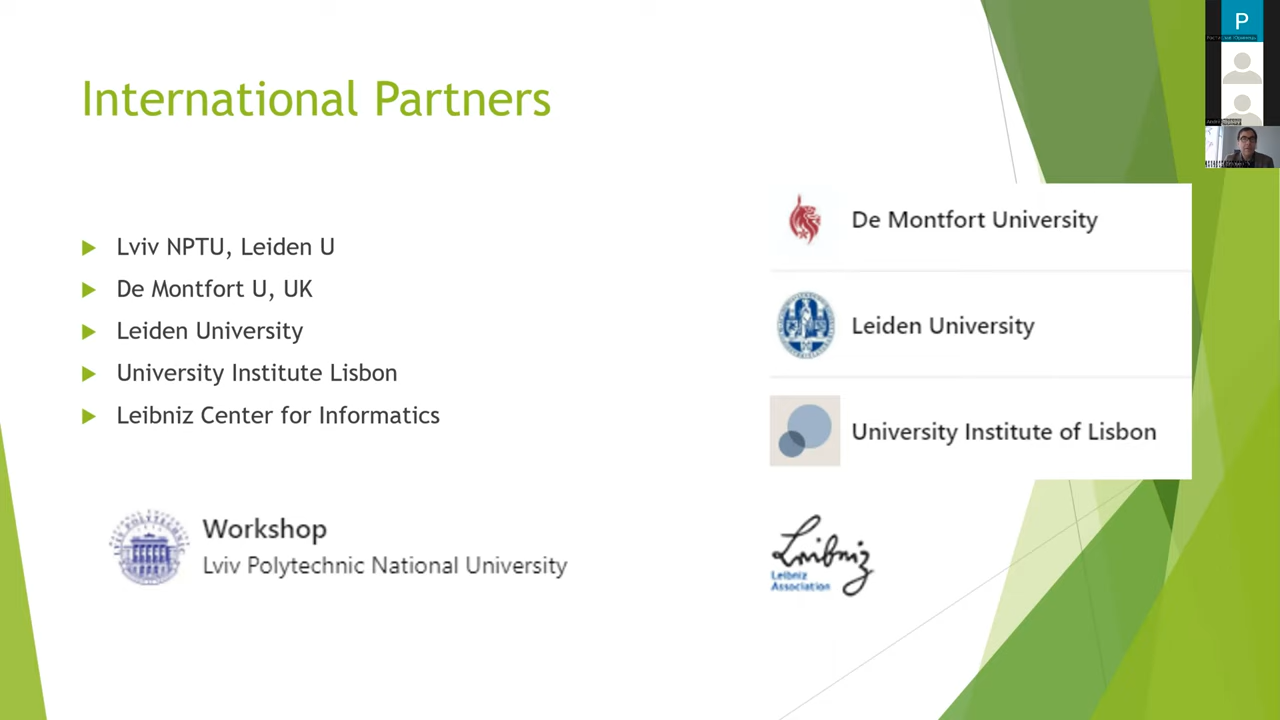 International Partners
Lviv NPTU, Leiden U
De Montfort U, UK
Leiden University
University Institute Lisbon
Leibniz Center for Informatics
Workshop
Lviv Polytechnic National University
De Montfort University
Leiden University
University Institute of Lisbon
Leibniz
Leibniz
Association
P